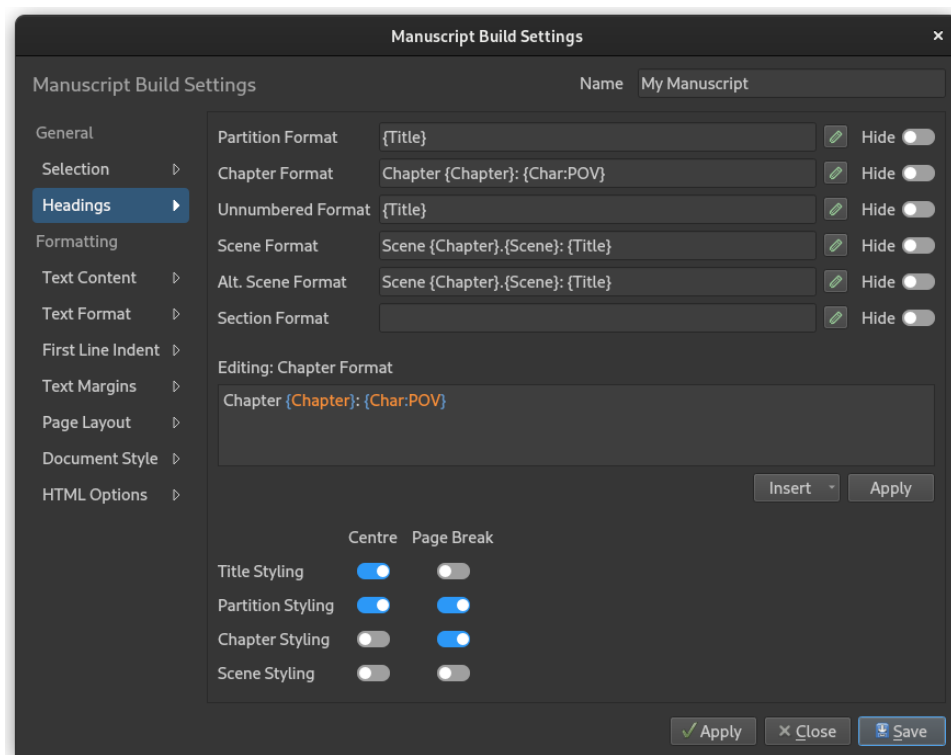 Manuscript Build Settings
Manuscript Build Settings
Name My Manuscript
General
Selection
Headings
Formatting
Text Content
Text Format
First Line Indent
Text Margins
Page Layout
Document Style
HTML Options
Partition Format {Title} Hide
Chapter Format Chapter {Chapter}: {Char:POV} Hide
Unnumbered Format {Title} Hide
Scene Format Scene {Chapter}.{Scene}: {Title} Hide
Alt. Scene Format Scene {Chapter}.{Scene}: {Title} Hide
Section Format Hide
Editing: Chapter Format
Chapter {Chapter}: {Char:POV}
Insert Apply
Centre Page Break
Title Styling
Partition Styling
Chapter Styling
Scene Styling
Apply Close Save